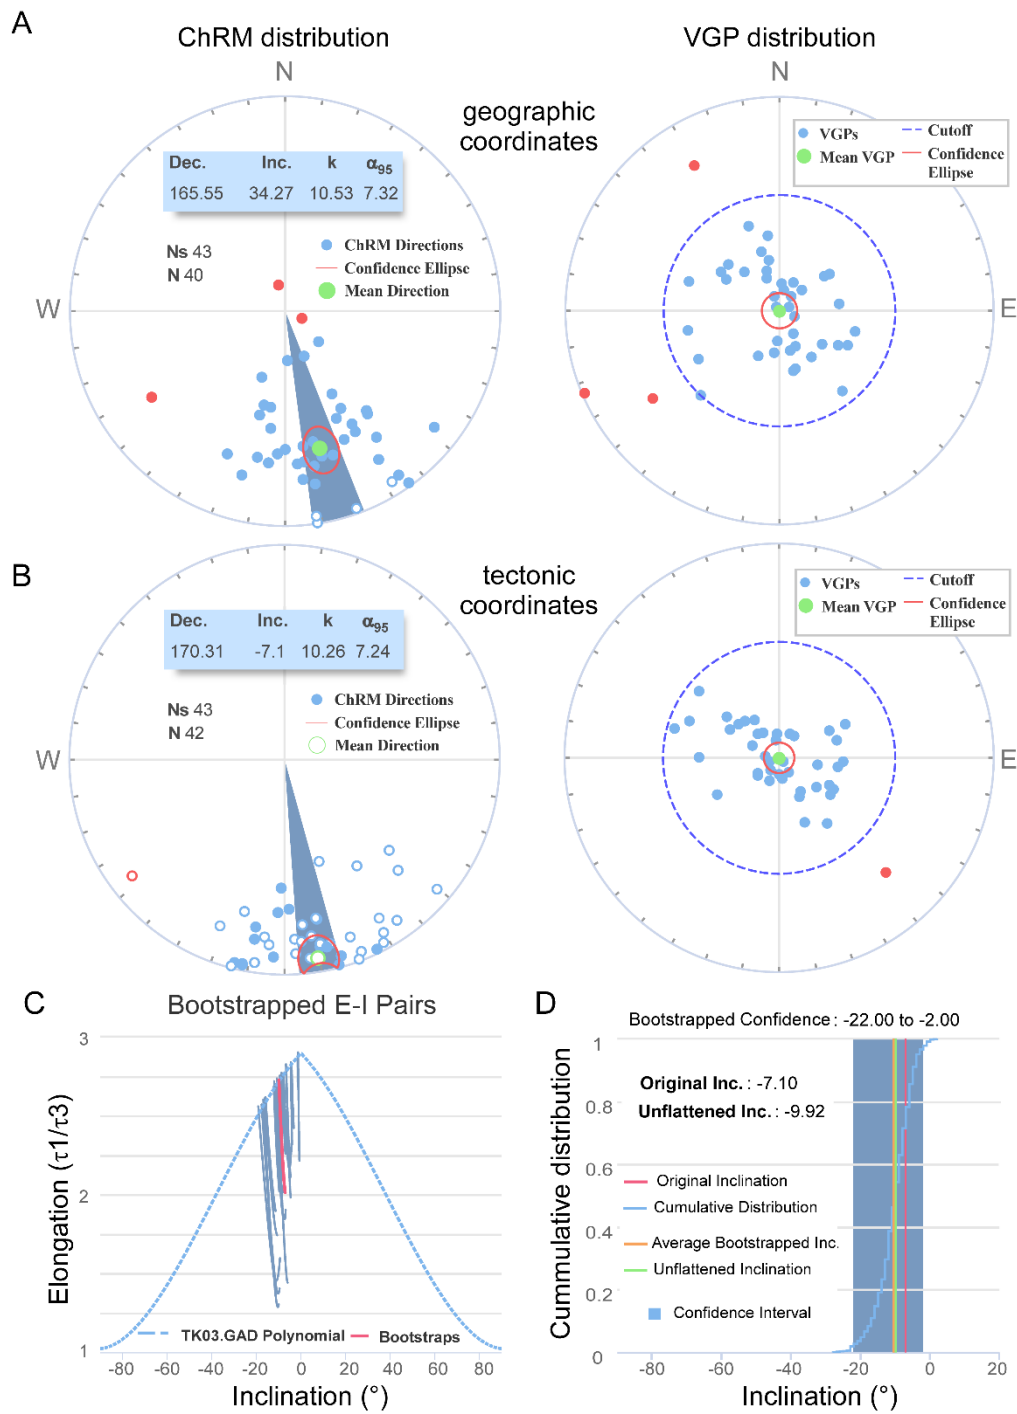 A
ChRM distribution
VGP distribution
N
N
geographic
coordinates
Dec. Inc. k α95
165.55 34.27 10.53 7.32
VGPs
Cutoff
Mean VGP
Confidence
Ellipse
Ns 43
N 40
ChRM Directions
Confidence Ellipse
Mean Direction
W
E
B
tectonic
coordinates
Dec. Inc. k α95
170.31 -7.1 10.26 7.24
VGPs
Cutoff
Mean VGP
Confidence
Ellipse
Ns 43
N 42
ChRM Directions
Confidence Ellipse
Mean Direction
W
E
C
Bootstrapped E-I Pairs
3
2
1
Elongation (τ1/τ3)
TK03.GAD Polynomial
Bootstraps
-80 -60 -40 -20 0 20 40 60 80
Inclination (°)
D
Bootstrapped Confidence : -22.00 to -2.00
1
0.8
0.6
0.4
0.2
0
Cummulative distribution
Original Inc. : -7.10
Unflattened Inc. : -9.92
Original Inclination
Cumulative Distribution
Average Bootstrapped Inc.
Unflattened Inclination
Confidence Interval
-80 -60 -40 -20 0 20
Inclination (°)